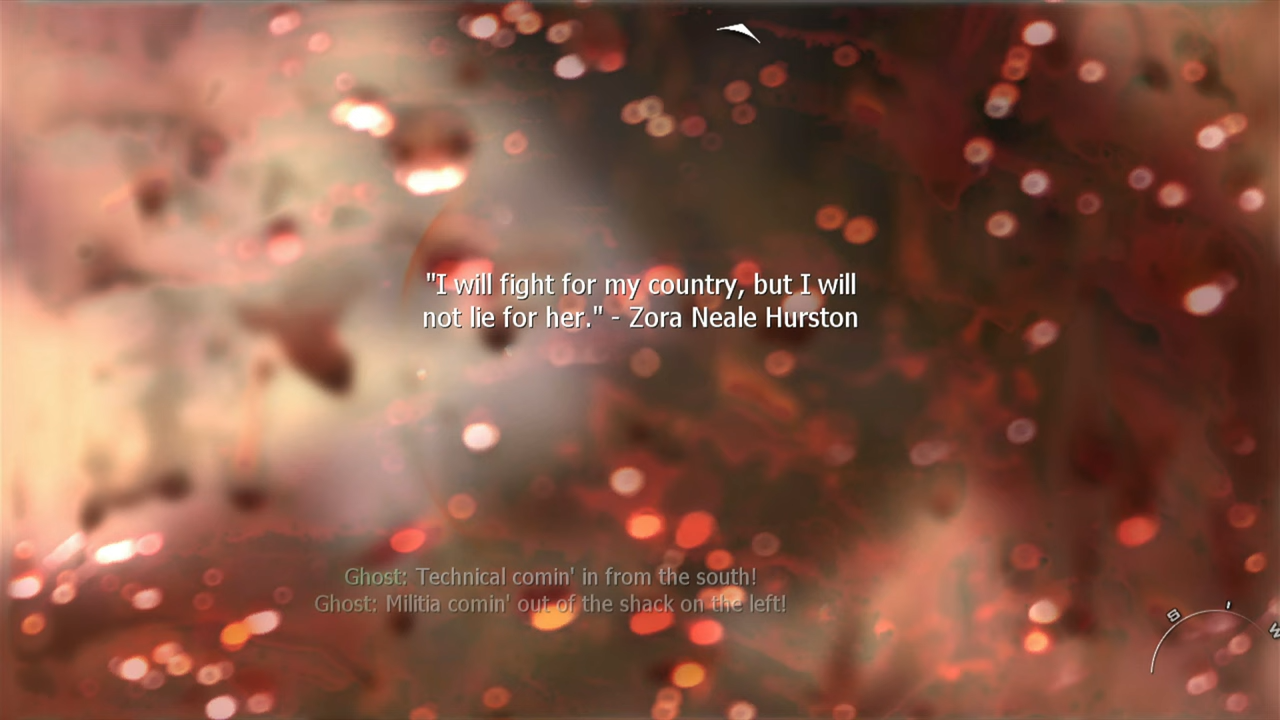 "I will fight for my country, but I will
not lie for her." - Zora Neale Hurston
Ghost: Technical comin' in from the south!
Ghost: Militia comin' out of the shack on the left!
S
W